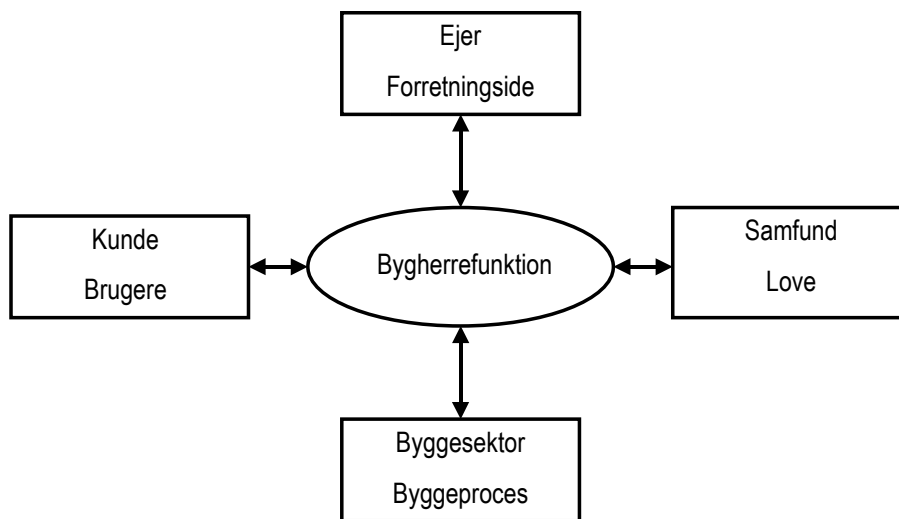 Ejer
Forretningside
Kunde
Brugere
Bygherrefunktion
Samfund
Love
Byggesektor
Byggeproces